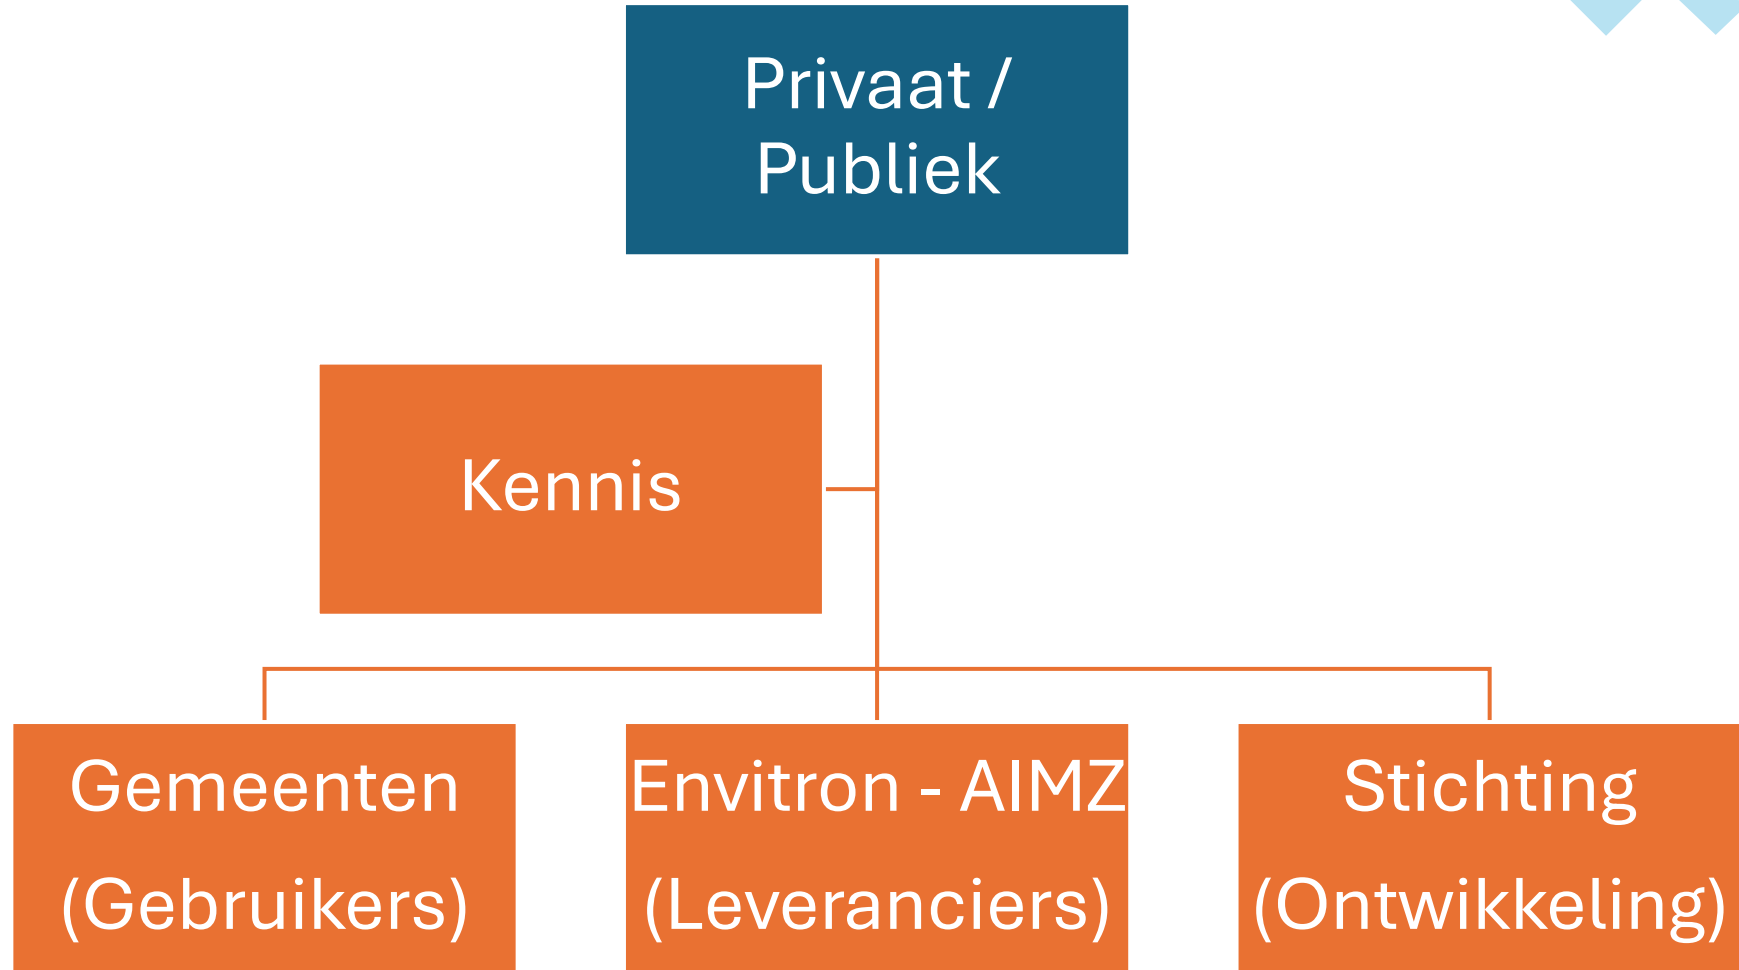 Privaat /
Publiek
Kennis
Gemeenten
(Gebruikers)
Envitron - AIMZ
(Leveranciers)
Stichting
(Ontwikkeling)